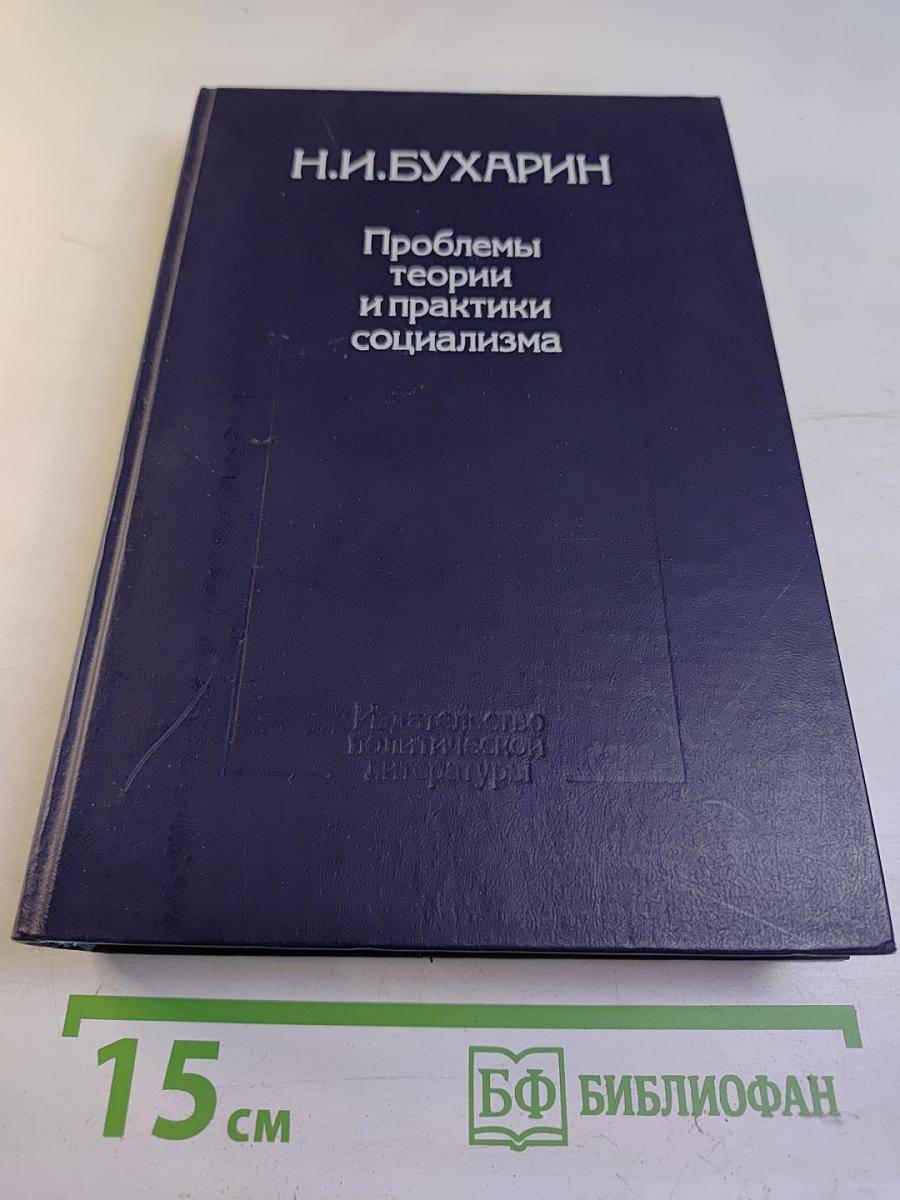 Н.И.БУХАРИН
Проблемы
теории
и практики
социализма
Издательство
политической
литературы
15 см
БФ БИБЛИОФАН